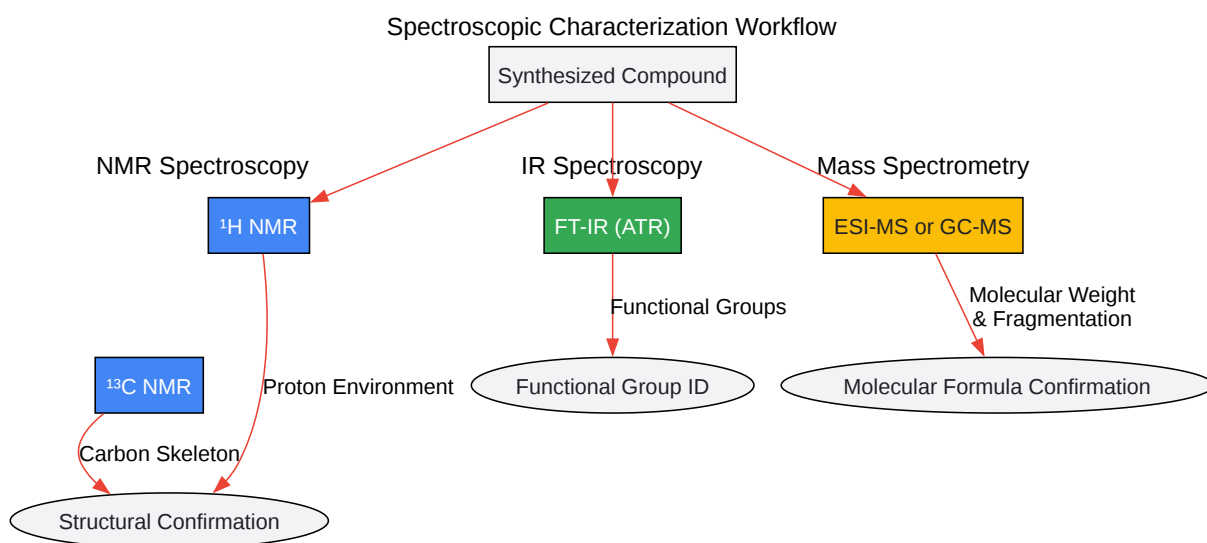 Spectroscopic Characterization Workflow
Synthesized Compound
NMR Spectroscopy
IR Spectroscopy
Mass Spectrometry
¹H NMR
FT-IR (ATR)
ESI-MS or GC-MS
Functional Groups
Molecular Weight
& Fragmentation
¹³C NMR
Proton Environment
Functional Group ID
Molecular Formula Confirmation
Carbon Skeleton
Structural Confirmation